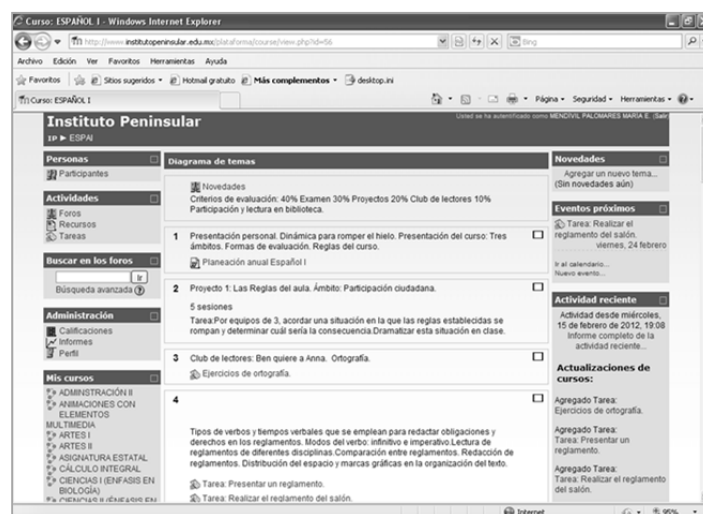 Curso: ESPAÑOL I - Windows Internet Explorer
http://www.institutopeninsular.edu.mx/plataforma/course/view.php?id=56
Bing
Archivo Edición Ver Favoritos Herramientas Ayuda
Favoritos Sitios sugeridos Hotmail gratuito Más complementos desktop.ini
Curso: ESPAÑOL I
Página Seguridad Herramientas
Instituto Peninsular
Usted se ha autentificado como MENDIVIL PALOMARES MARÍA E. (Salir)
IP ► ESPAI
Personas
Participantes
Actividades
Foros
Recursos
Tareas
Buscar en los foros
Ir
Búsqueda avanzada
Administración
Calificaciones
Informes
Perfil
Mis cursos
ADMINSTRACIÓN II
ANIMACIONES CON
ELEMENTOS
MULTIMEDIA
ARTES I
ARTES II
ASIGNATURA ESTATAL
CÁLCULO INTEGRAL
CIENCIAS I (ENFASIS EN
BIOLOGÍA)
CIENCIAS II (ÉNFASIS EN
Diagrama de temas
Novedades
Criterios de evaluación: 40% Examen 30% Proyectos 20% Club de lectores 10%
Participación y lectura en biblioteca.
1 Presentación personal. Dinámica para romper el hielo. Presentación del curso: Tres
ámbitos. Formas de evaluación. Reglas del curso.
Planeación anual Español I
2 Proyecto 1: Las Reglas del aula. Ámbito: Participación ciudadana.
5 sesiones
Tarea:Por equipos de 3, acordar una situación en la que las reglas establecidas se
rompan y determinar cuál sería la consecuencia.Dramatizar esta situación en clase.
3 Club de lectores: Ben quiere a Anna. Ortografía.
Ejercicios de ortografía.
4
Tipos de verbos y tiempos verbales que se emplean para redactar obligaciones y
derechos en los reglamentos. Modos del verbo: infinitivo e imperativo.Lectura de
reglamentos de diferentes disciplinas.Comparación entre reglamentos. Redacción de
reglamentos. Distribución del espacio y marcas gráficas en la organización del texto.
Tarea: Presentar un reglamento.
Tarea: Realizar el reglamento del salón.
Novedades
Agregar un nuevo tema...
(Sin novedades aún)
Eventos próximos
Tarea: Realizar el
reglamento del salón.
viernes, 24 febrero
Ir al calendario...
Nuevo evento...
Actividad reciente
Actividad desde miércoles,
15 de febrero de 2012, 19:08
Informe completo de la
actividad reciente...
Actualizaciones de
cursos:
Agregado Tarea:
Ejercicios de ortografía.
Agregado Tarea:
Tarea: Presentar un
reglamento.
Agregado Tarea:
Tarea: Realizar el reglamento
del salón.
Internet
95%